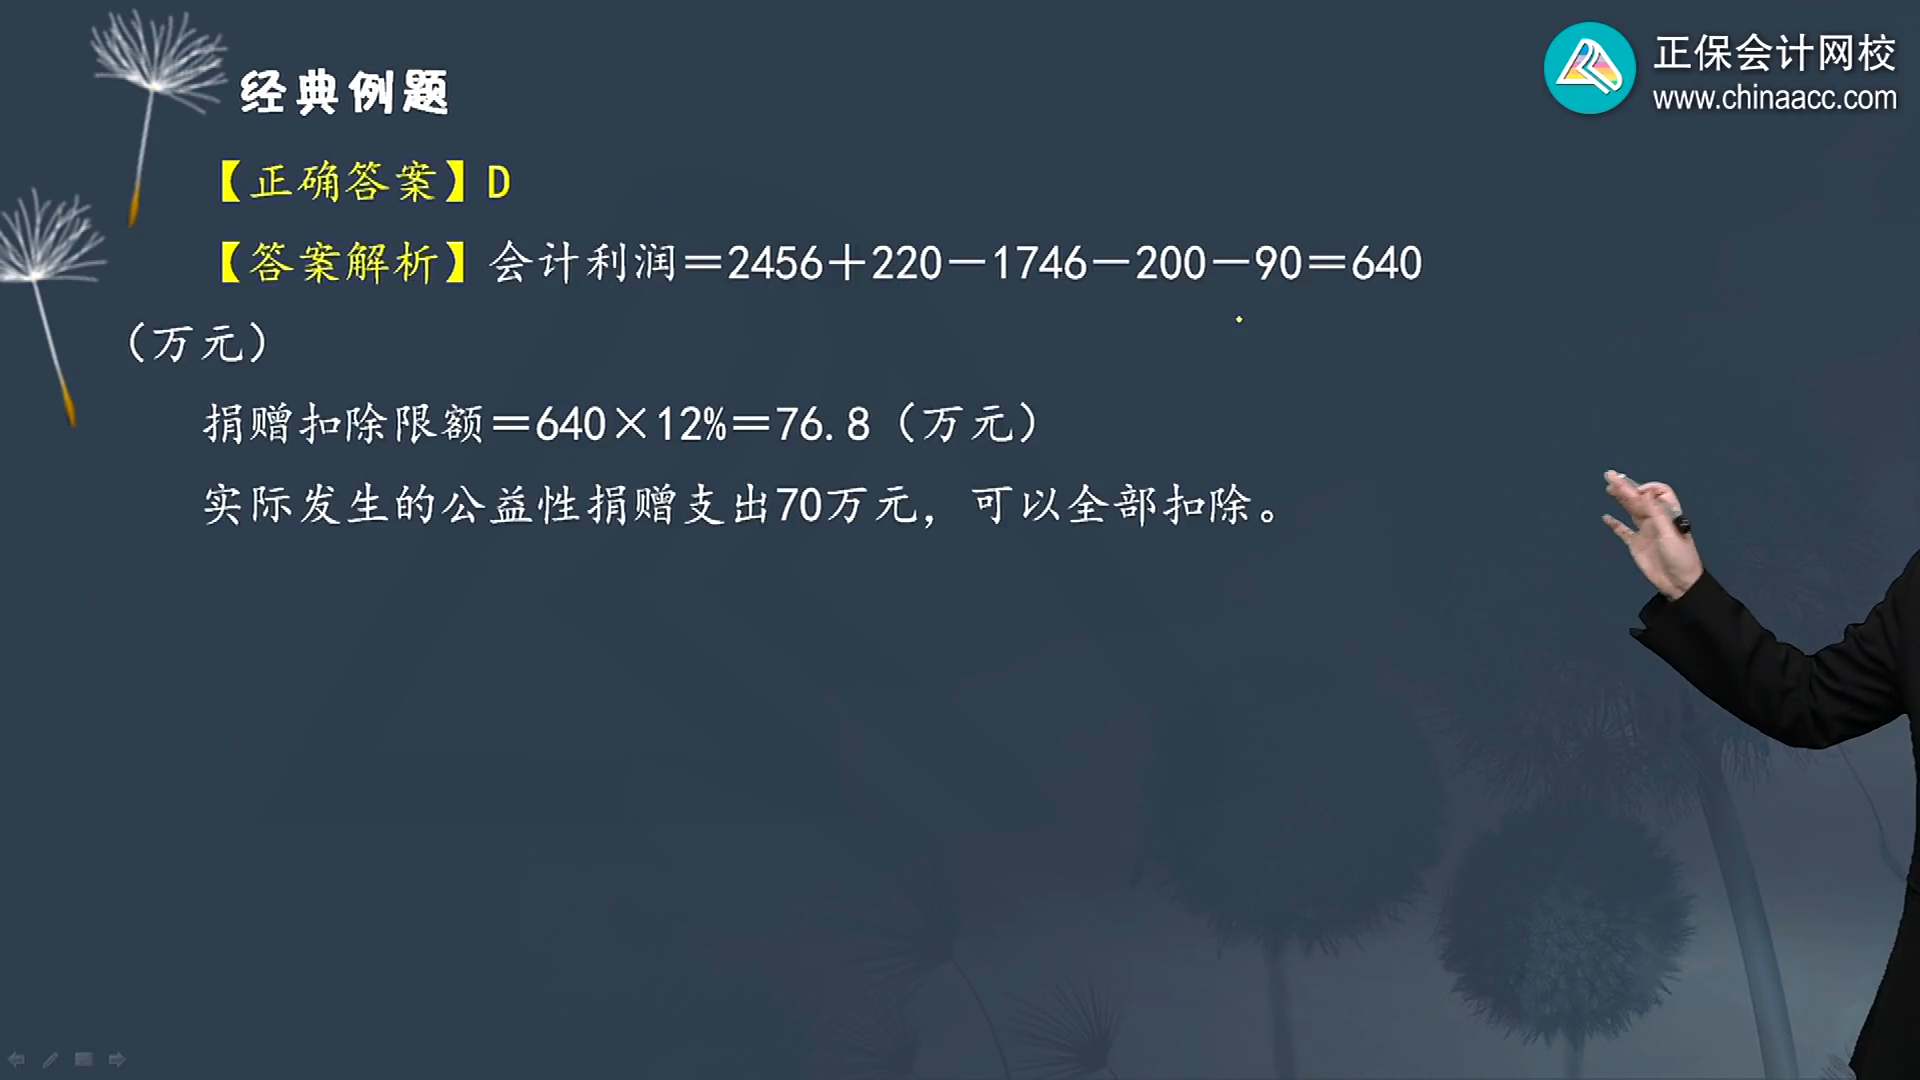 正保会计网校
www.chinaacc.com
经典例题
【正确答案】D
【答案解析】会计利润＝2456＋220－1746－200－90＝640
（万元）
捐赠扣除限额＝640×12%＝76.8（万元）
实际发生的公益性捐赠支出70万元，可以全部扣除。